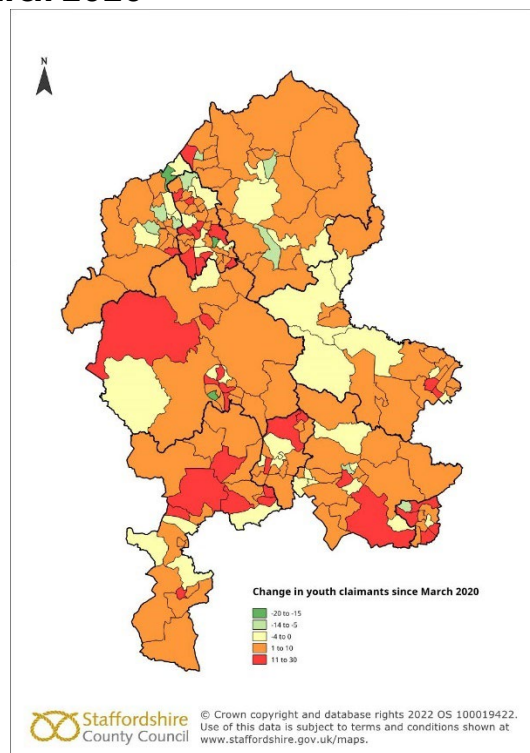 N
Change in youth claimants since March 2020
-20 to -15
-14 to -5
-4 to 0
1 to 10
11 to 30
Staffordshire
County Council
© Crown copyright and database rights 2022 OS 100019422.
Use of this data is subject to terms and conditions shown at
www.staffordshire.gov.uk/maps.